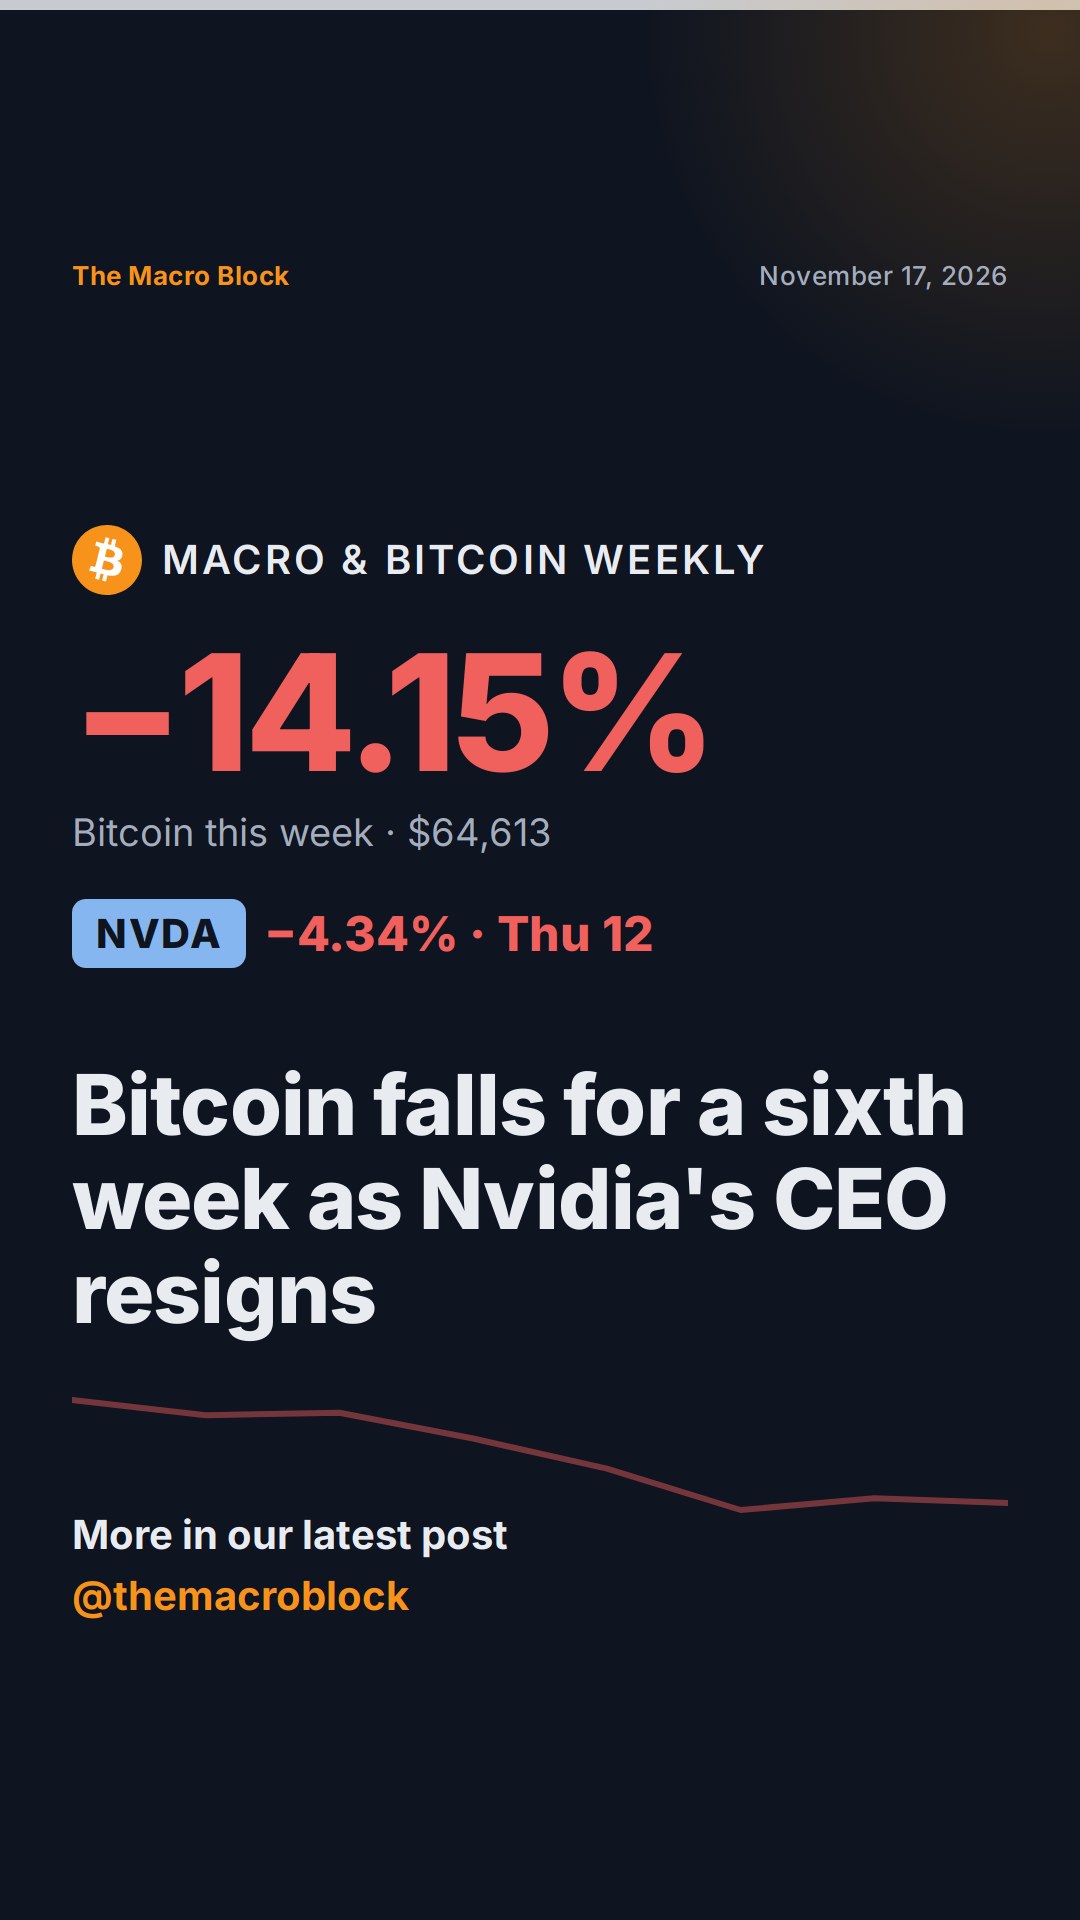 The Macro Block
November 17, 2026
MACRO & BITCOIN WEEKLY
−14.15%
Bitcoin this week · $64,613
NVDA −4.34% · Thu 12
Bitcoin falls for a sixth
week as Nvidia's CEO
resigns
More in our latest post
@themacroblock